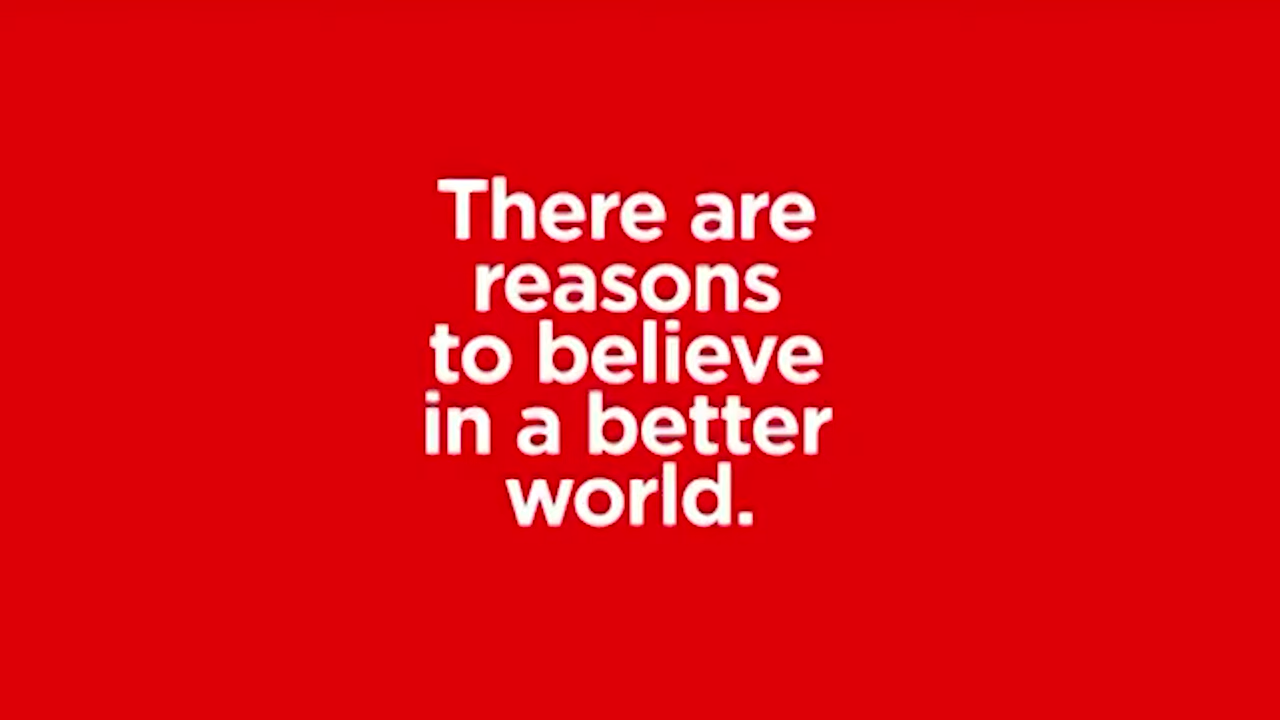 There are
reasons
to believe
in a better
world.